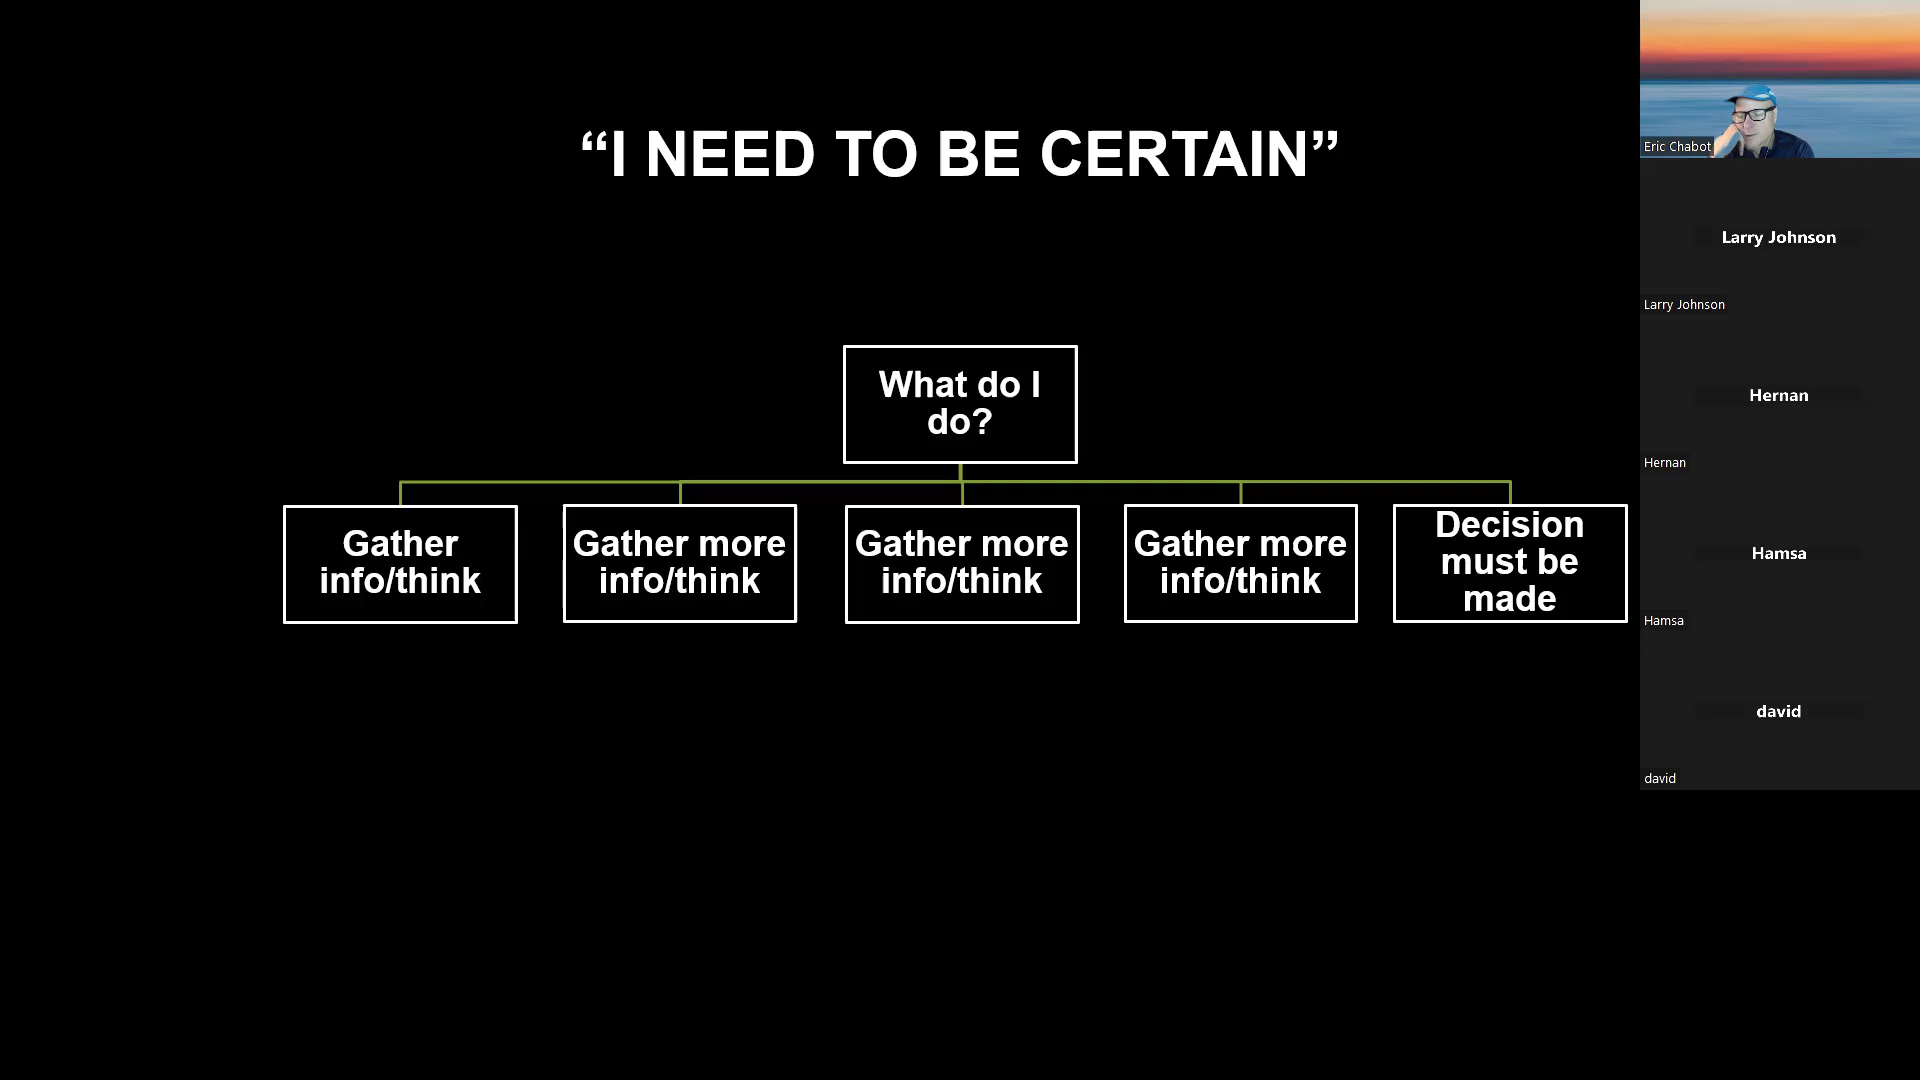 “I NEED TO BE CERTAIN”
What do I
do?
Gather
info/think
Gather more
info/think
Gather more
info/think
Gather more
info/think
Decision
must be
made
Eric Chabot
Larry Johnson
Larry Johnson
Hernan
Hernan
Hamsa
Hamsa
david
david